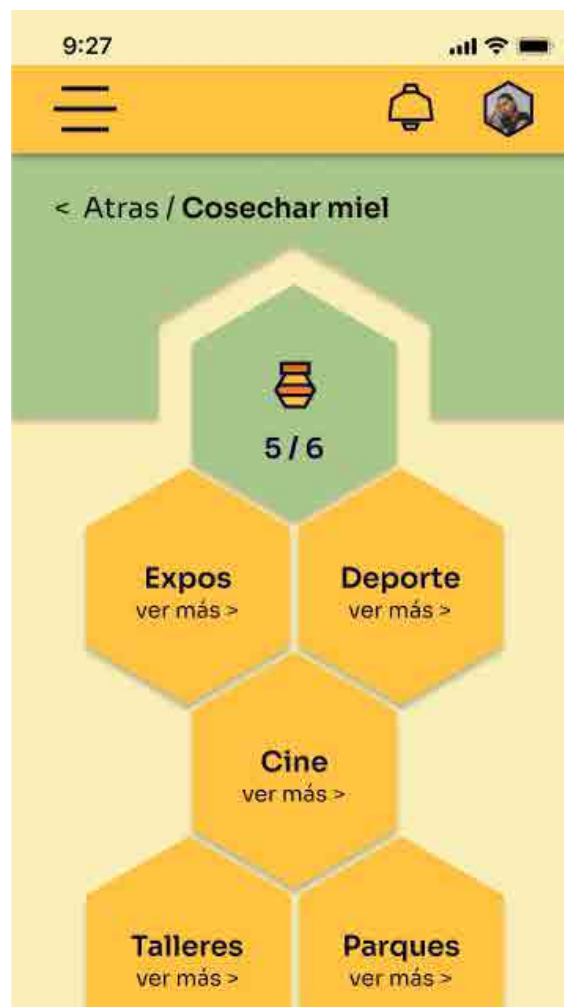 9:27
< Atras / Cosechar miel
5 / 6
Expos
ver más >
Deporte
ver más >
Cine
ver más >
Talleres
ver más >
Parques
ver más >